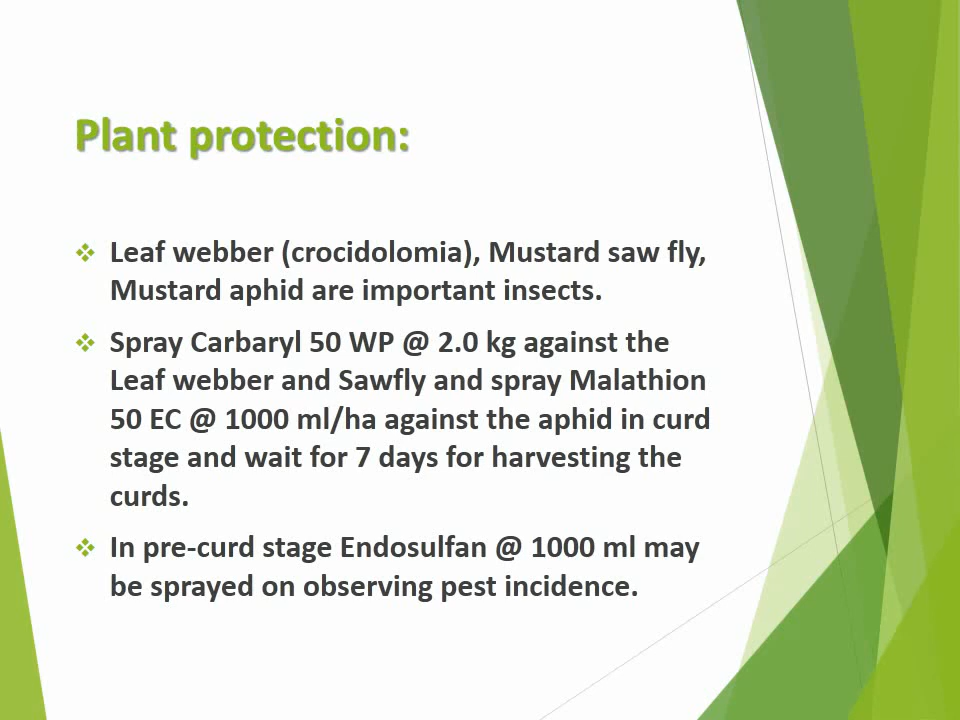 Plant protection:
Leaf webber (crocidolomia), Mustard saw fly,
Mustard aphid are important insects.
Spray Carbaryl 50 WP @ 2.0 kg against the
Leaf webber and Sawfly and spray Malathion
50 EC @ 1000 ml/ha against the aphid in curd
stage and wait for 7 days for harvesting the
curds.
In pre-curd stage Endosulfan @ 1000 ml may
be sprayed on observing pest incidence.